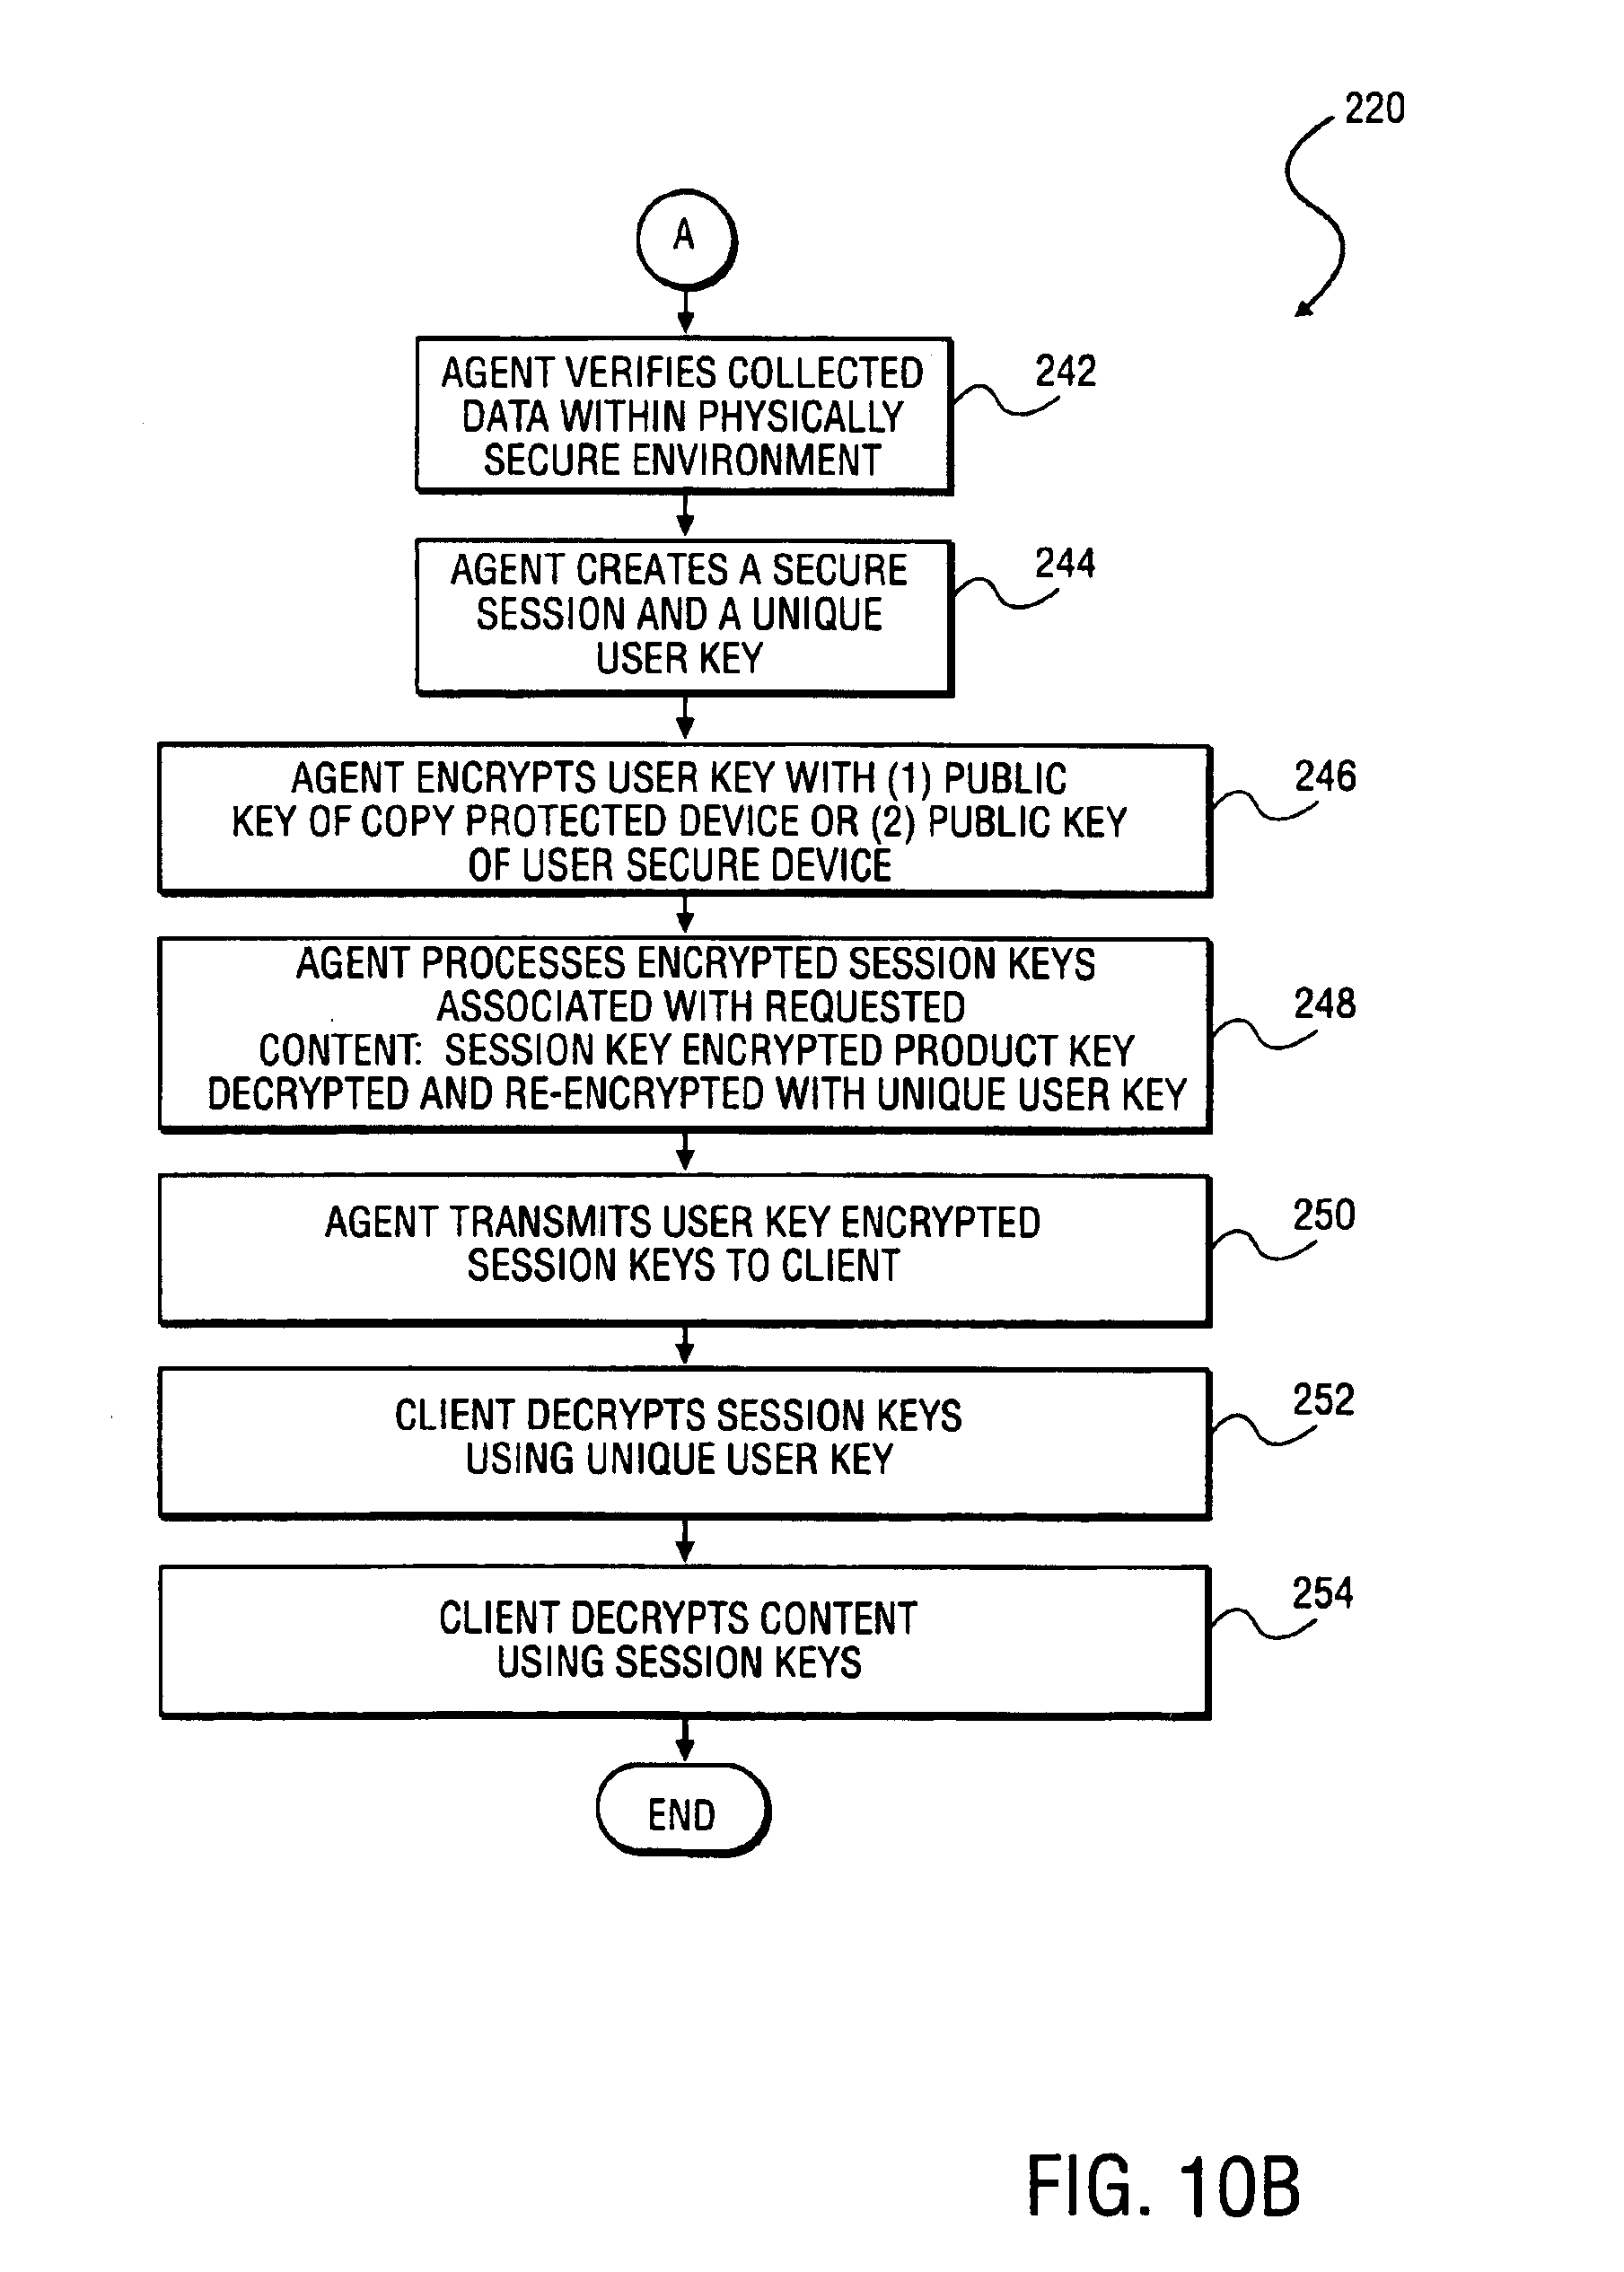 220
A
AGENT VERIFIES COLLECTED
DATA WITHIN PHYSICALLY
SECURE ENVIRONMENT
242
AGENT CREATES A SECURE
SESSION AND A UNIQUE
USER KEY
244
AGENT ENCRYPTS USER KEY WITH (1) PUBLIC
KEY OF COPY PROTECTED DEVICE OR (2) PUBLIC KEY
OF USER SECURE DEVICE
246
AGENT PROCESSES ENCRYPTED SESSION KEYS
ASSOCIATED WITH REQUESTED
CONTENT: SESSION KEY ENCRYPTED PRODUCT KEY
DECRYPTED AND RE-ENCRYPTED WITH UNIQUE USER KEY
248
AGENT TRANSMITS USER KEY ENCRYPTED
SESSION KEYS TO CLIENT
250
CLIENT DECRYPTS SESSION KEYS
USING UNIQUE USER KEY
252
CLIENT DECRYPTS CONTENT
USING SESSION KEYS
254
END
FIG. 10B